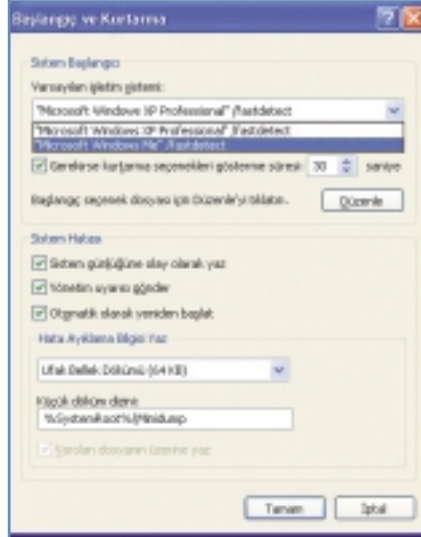 Başlangıç ve Kurtarma
Sistem Başlangıcı
Varsayılan işletim sistemi:
"Microsoft Windows XP Professional" /fastdetect
"Microsoft Windows XP Professional" /fastdetect
"Microsoft Windows Me" /fastdetect
Gerekirse kurtarma seçenekleri gösterme süresi: 30 saniye
Başlangıç seçenek dosyası için Düzenle'yi tıklatın. Düzenle
Sistem Hatası
Sistem günlüğüne olay olarak yaz
Yönetim uyarısı gönder
Otomatik olarak yeniden başlat
Hata Ayıklama Bilgisi Yaz
Ufak Bellek Dökümü (64 KB)
Küçük döküm dizini:
%SystemRoot%\Minidump
Varolan dosyanın üzerine yaz
Tamam İptal